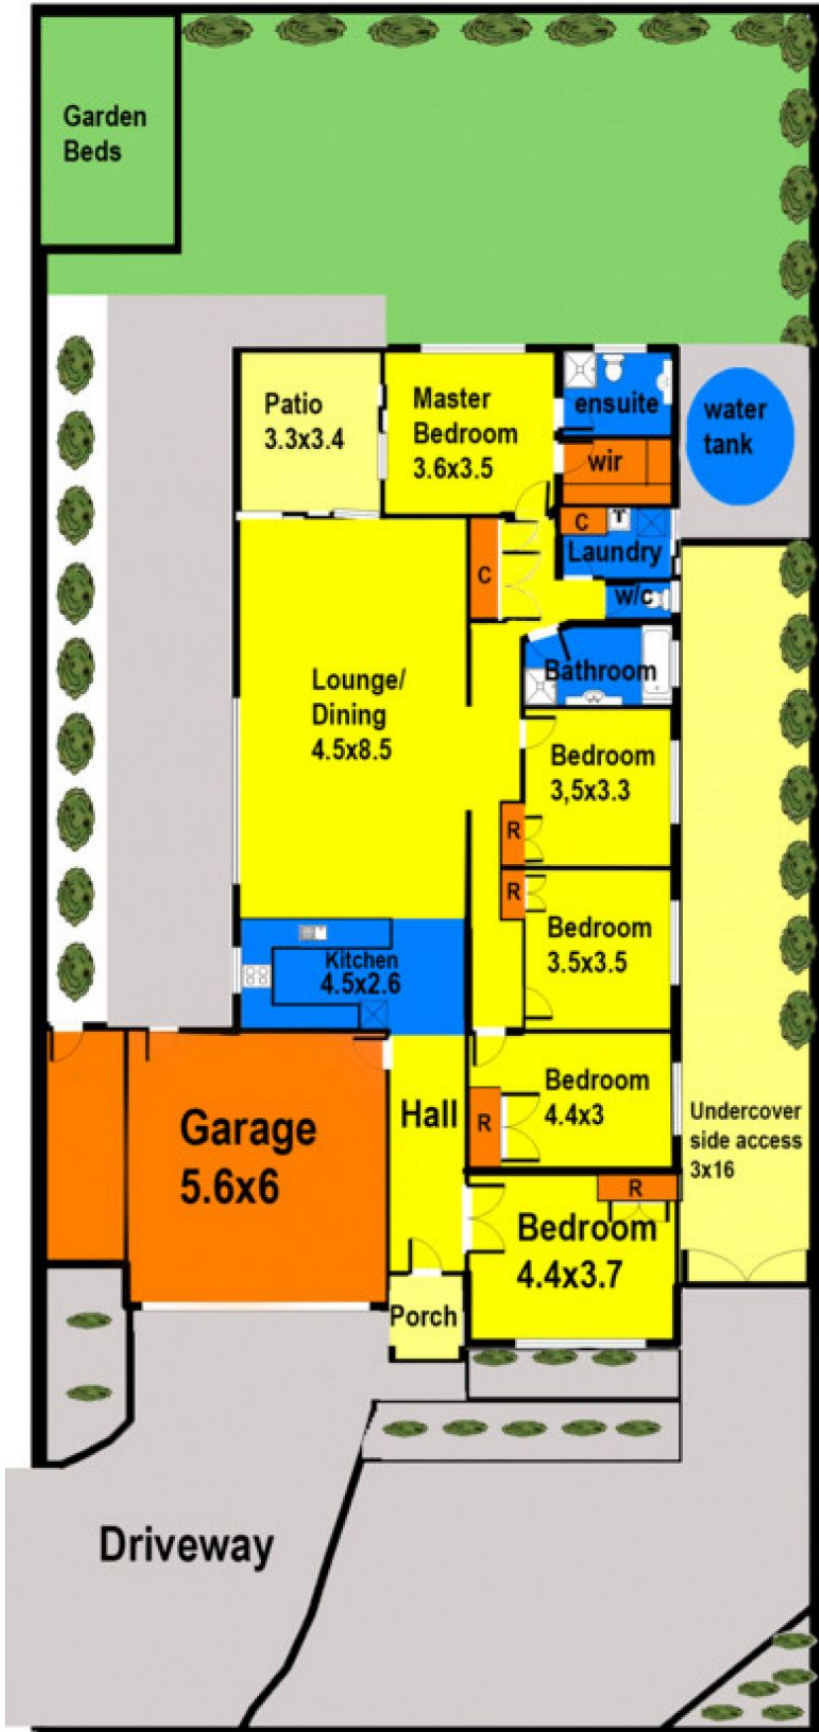 Garden
Beds
Patio
3.3x3.4
Master
Bedroom
3.6x3.5
ensuite
wir
water
tank
C
T
Laundry
C
w/c
Bathroom
Lounge/
Dining
4.5x8.5
Bedroom
3,5x3.3
R
R
Bedroom
3.5x3.5
Kitchen
4.5x2.6
Bedroom
4.4x3
R
Hall
Garage
5.6x6
Undercover
side access
3x16
R
Bedroom
4.4x3.7
Porch
Driveway